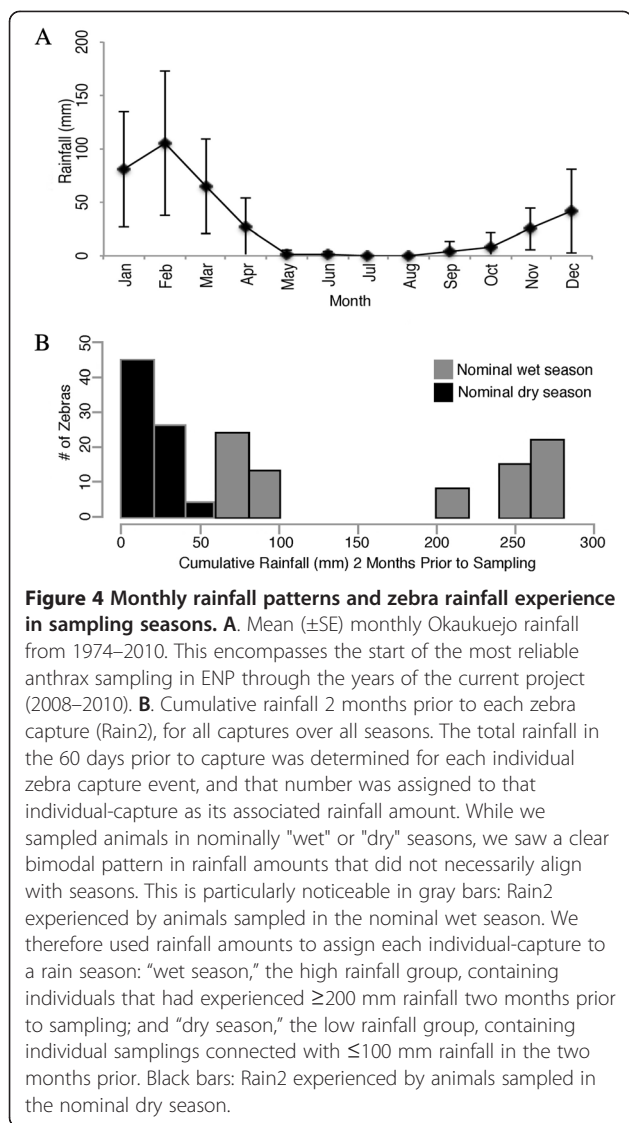 A
200
150
100
50
0
Rainfall (mm)
Jan
Feb
Mar
Apr
May
Jun
Jul
Aug
Sep
Oct
Nov
Dec
Month
B
50
40
30
20
10
0
# of Zebras
Nominal wet season
Nominal dry season
0 50 100 150 200 250 300
Cumulative Rainfall (mm) 2 Months Prior to Sampling
Figure 4 Monthly rainfall patterns and zebra rainfall experience
in sampling seasons. A. Mean (±SE) monthly Okaukuejo rainfall
from 1974–2010. This encompasses the start of the most reliable
anthrax sampling in ENP through the years of the current project
(2008–2010). B. Cumulative rainfall 2 months prior to each zebra
capture (Rain2), for all captures over all seasons. The total rainfall in
the 60 days prior to capture was determined for each individual
zebra capture event, and that number was assigned to that
individual-capture as its associated rainfall amount. While we
sampled animals in nominally "wet" or "dry" seasons, we saw a clear
bimodal pattern in rainfall amounts that did not necessarily align
with seasons. This is particularly noticeable in gray bars: Rain2
experienced by animals sampled in the nominal wet season. We
therefore used rainfall amounts to assign each individual-capture to
a rain season: “wet season,” the high rainfall group, containing
individuals that had experienced ≥200 mm rainfall two months prior
to sampling; and “dry season,” the low rainfall group, containing
individual samplings connected with ≤100 mm rainfall in the two
months prior. Black bars: Rain2 experienced by animals sampled in
the nominal dry season.